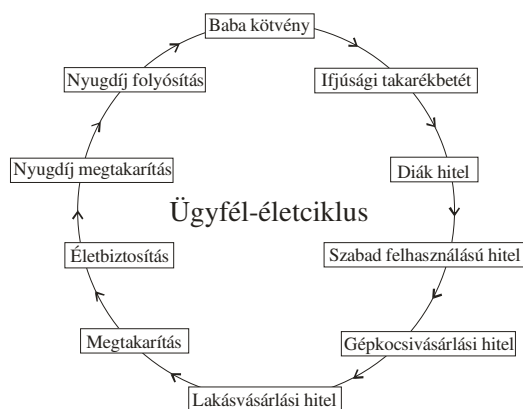 Baba kötvény
Nyugdíj folyósítás
Ifjúsági takarékbetét
Nyugdíj megtakarítás
Diák hitel
Ügyfél-életciklus
Életbiztosítás
Szabad felhasználású hitel
Megtakarítás
Gépkocsivásárlási hitel
Lakásvásárlási hitel